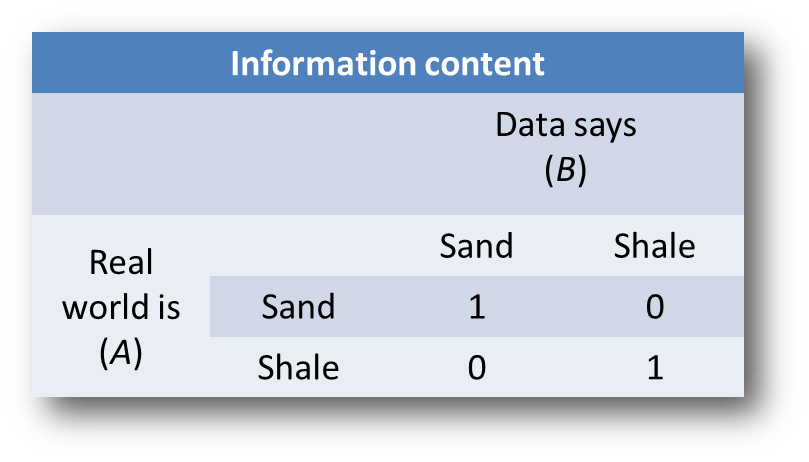 Information content
Data says
(B)
Sand Shale
Real
world is
(A)
Sand 1 0
Shale 0 1